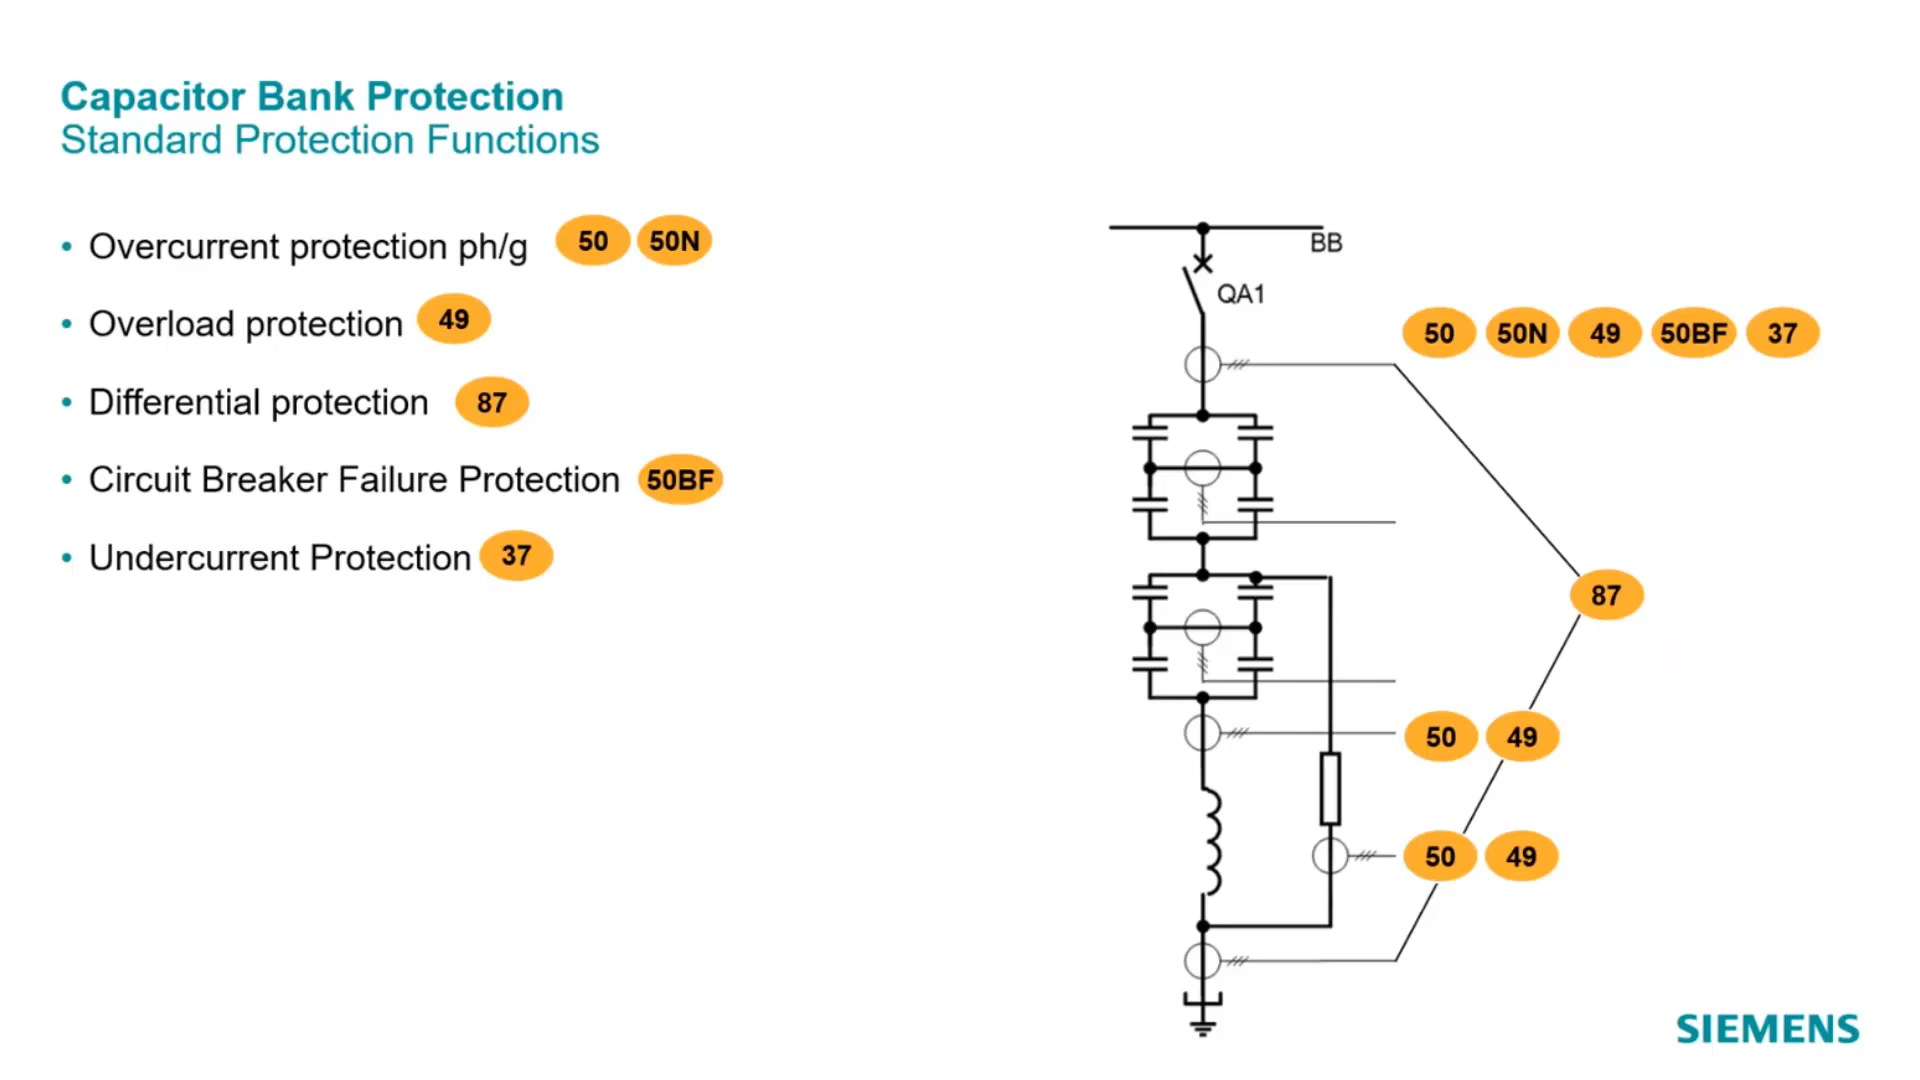 Capacitor Bank Protection
Standard Protection Functions
• Overcurrent protection ph/g 50 50N
• Overload protection 49
• Differential protection 87
• Circuit Breaker Failure Protection 50BF
• Undercurrent Protection 37
BB
QA1
50 50N 49 50BF 37
87
50 49
50 49
SIEMENS